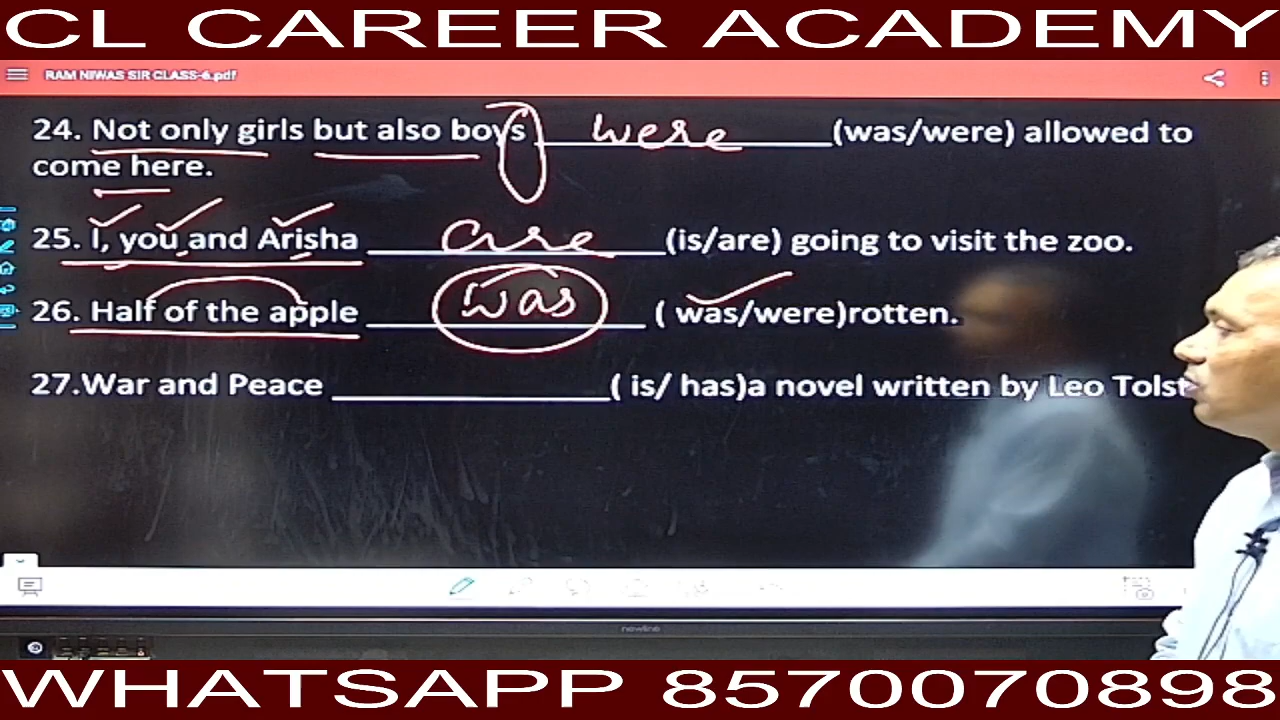 CL CAREER ACADEMY
RAM NIWAS SIR CLASS-6.pdf
24. Not only girls but also boys were (was/were) allowed to
come here.
25. I, you and Arisha are (is/are) going to visit the zoo.
26. Half of the apple was ( was/were)rotten.
27.War and Peace ____________________ ( is/ has)a novel written by Leo Tolst
newline
WHATSAPP 8570070898